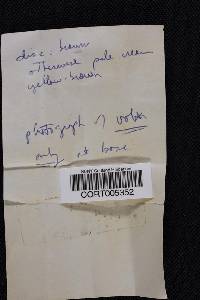 disc: brown
otherwise pale cream
yellow-brown
photograph of volva
only at base
CORT005352